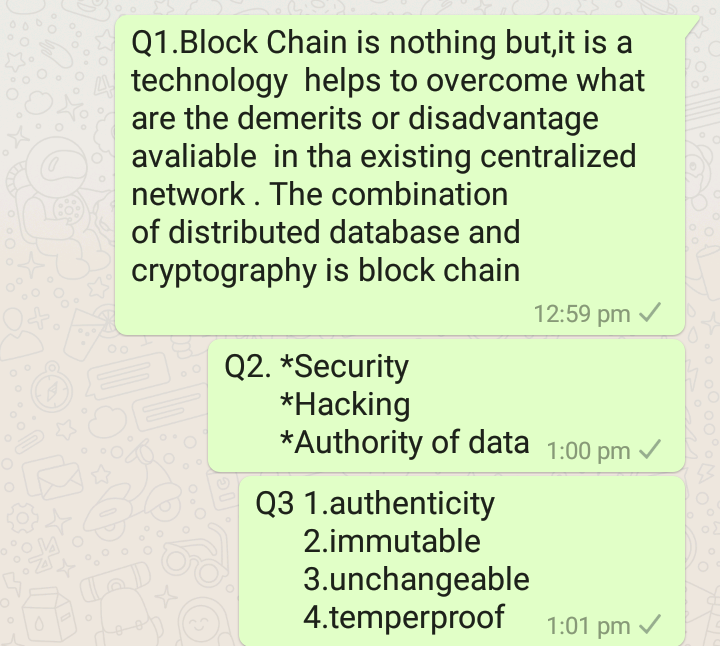 Q1.Block Chain is nothing but,it is a
technology  helps to overcome what
are the demerits or disadvantage
avaliable  in tha existing centralized
network . The combination
of distributed database and
cryptography is block chain
12:59 pm
Q2. *Security
*Hacking
*Authority of data
1:00 pm
Q3 1.authenticity
2.immutable
3.unchangeable
4.temperproof
1:01 pm